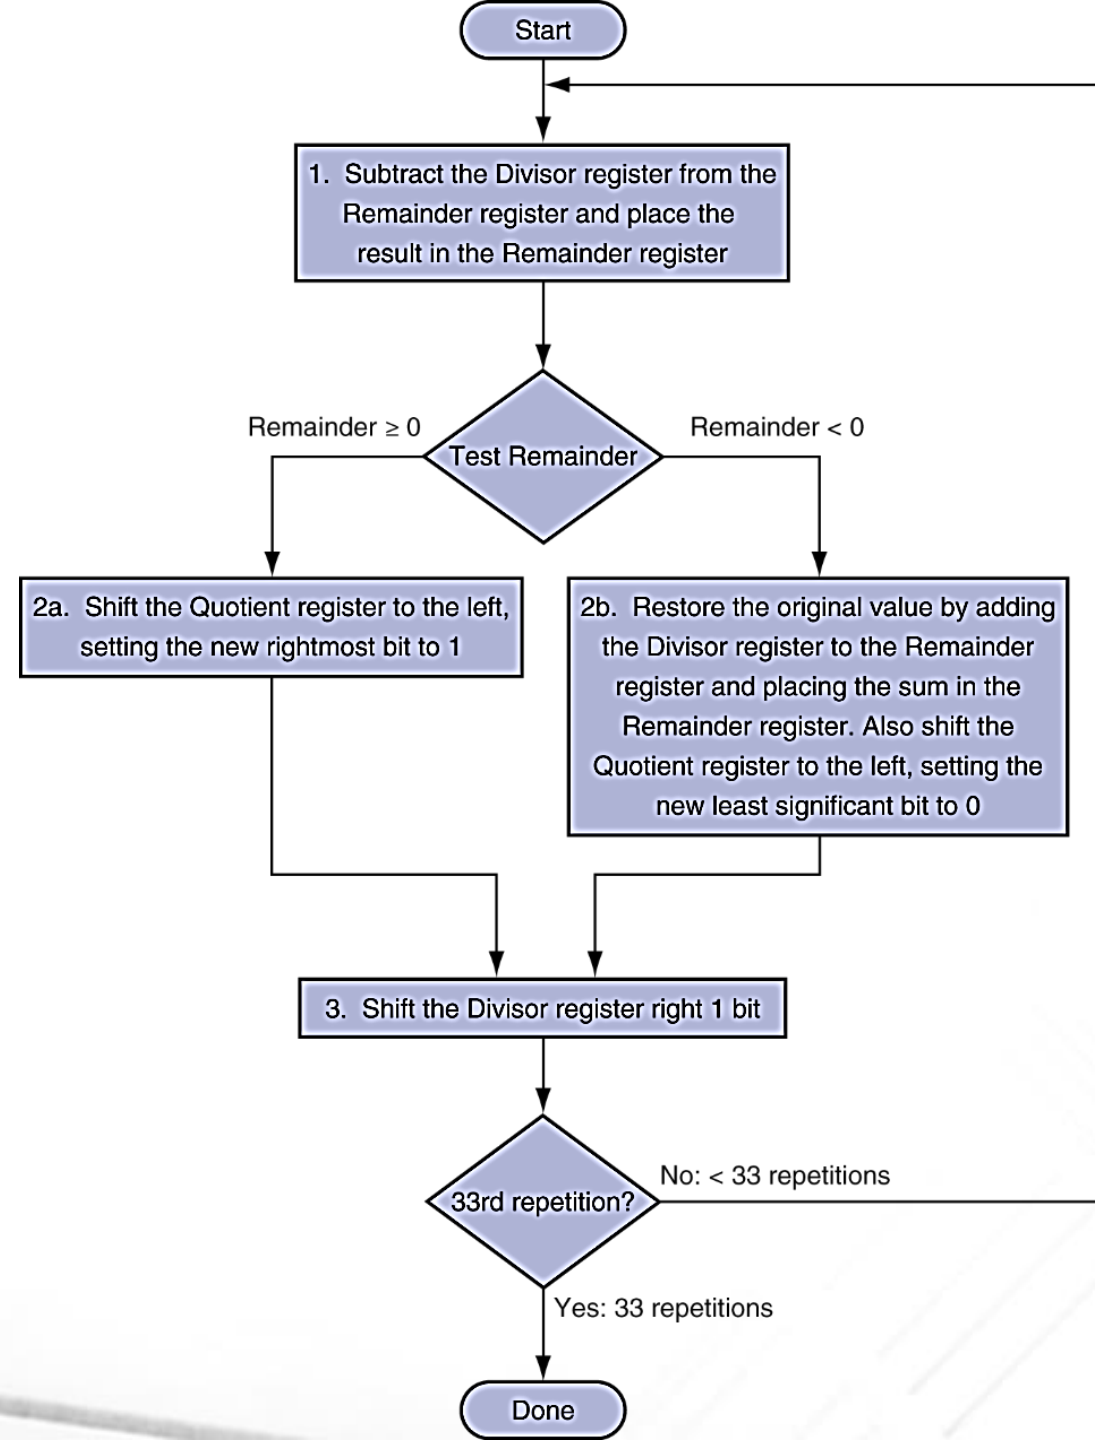 Start
1. Subtract the Divisor register from the
Remainder register and place the
result in the Remainder register
Remainder ≥ 0
Remainder < 0
Test Remainder
2a. Shift the Quotient register to the left,
setting the new rightmost bit to 1
2b. Restore the original value by adding
the Divisor register to the Remainder
register and placing the sum in the
Remainder register. Also shift the
Quotient register to the left, setting the
new least significant bit to 0
3. Shift the Divisor register right 1 bit
No: < 33 repetitions
33rd repetition?
Yes: 33 repetitions
Done